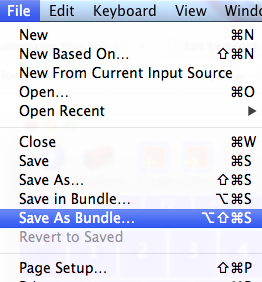 File Edit Keyboard View
New ⌘N
New Based On... ⇧⌘N
New From Current Input Source
Open... ⌘O
Open Recent ▶
Close ⌘W
Save ⌘S
Save As... ⇧⌘S
Save in Bundle... ⌥⌘S
Save As Bundle... ⌥⇧⌘S
Revert to Saved
Page Setup... ⇧⌘P